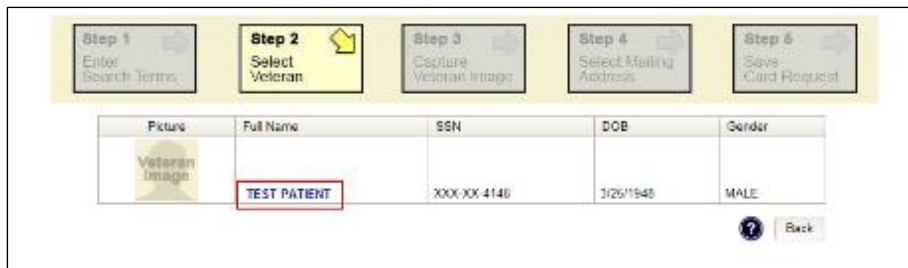 Step 1
Enter
Search Terms
Step 2
Select
Veteran
Step 3
Capture
Veteran Image
Step 4
Select Mailing
Address
Step 5
Save
Card Request
Picture Full Name SSN DOB Gender
Veteran
Image
TEST PATIENT XXX-XX-4146 3/26/1948 MALE
? Back